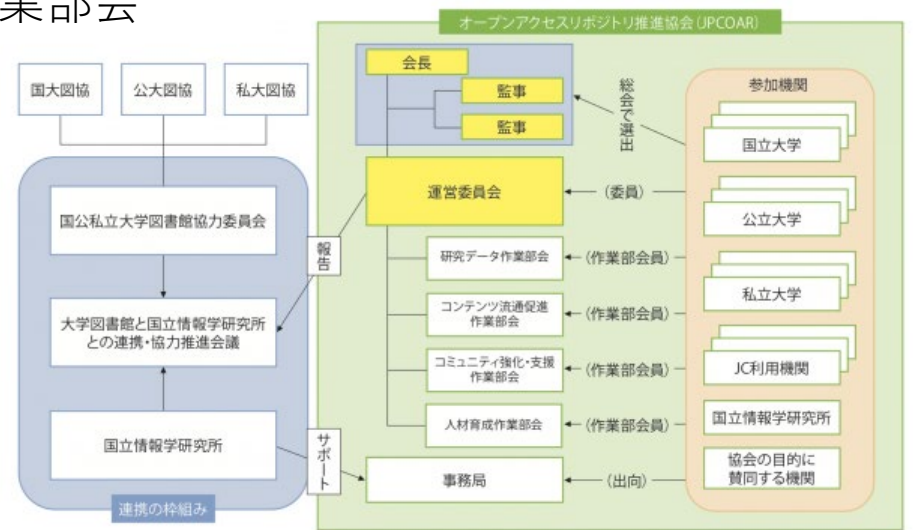 業部会
オープンアクセスリポジトリ推進協会(JPCOAR)
国大図協
公大図協
私大図協
国公私立大学図書館協力委員会
大学図書館と国立情報学研究所
との連携・協力推進会議
国立情報学研究所
連携の枠組み
報告
サポート
会長
監事
監事
総会で選出
運営委員会
(委員)
研究データ作業部会
(作業部会員)
コンテンツ流通促進
作業部会
(作業部会員)
コミュニティ強化・支援
作業部会
(作業部会員)
人材育成作業部会
(作業部会員)
事務局
(出向)
参加機関
国立大学
公立大学
私立大学
JC利用機関
国立情報学研究所
協会の目的に
賛同する機関